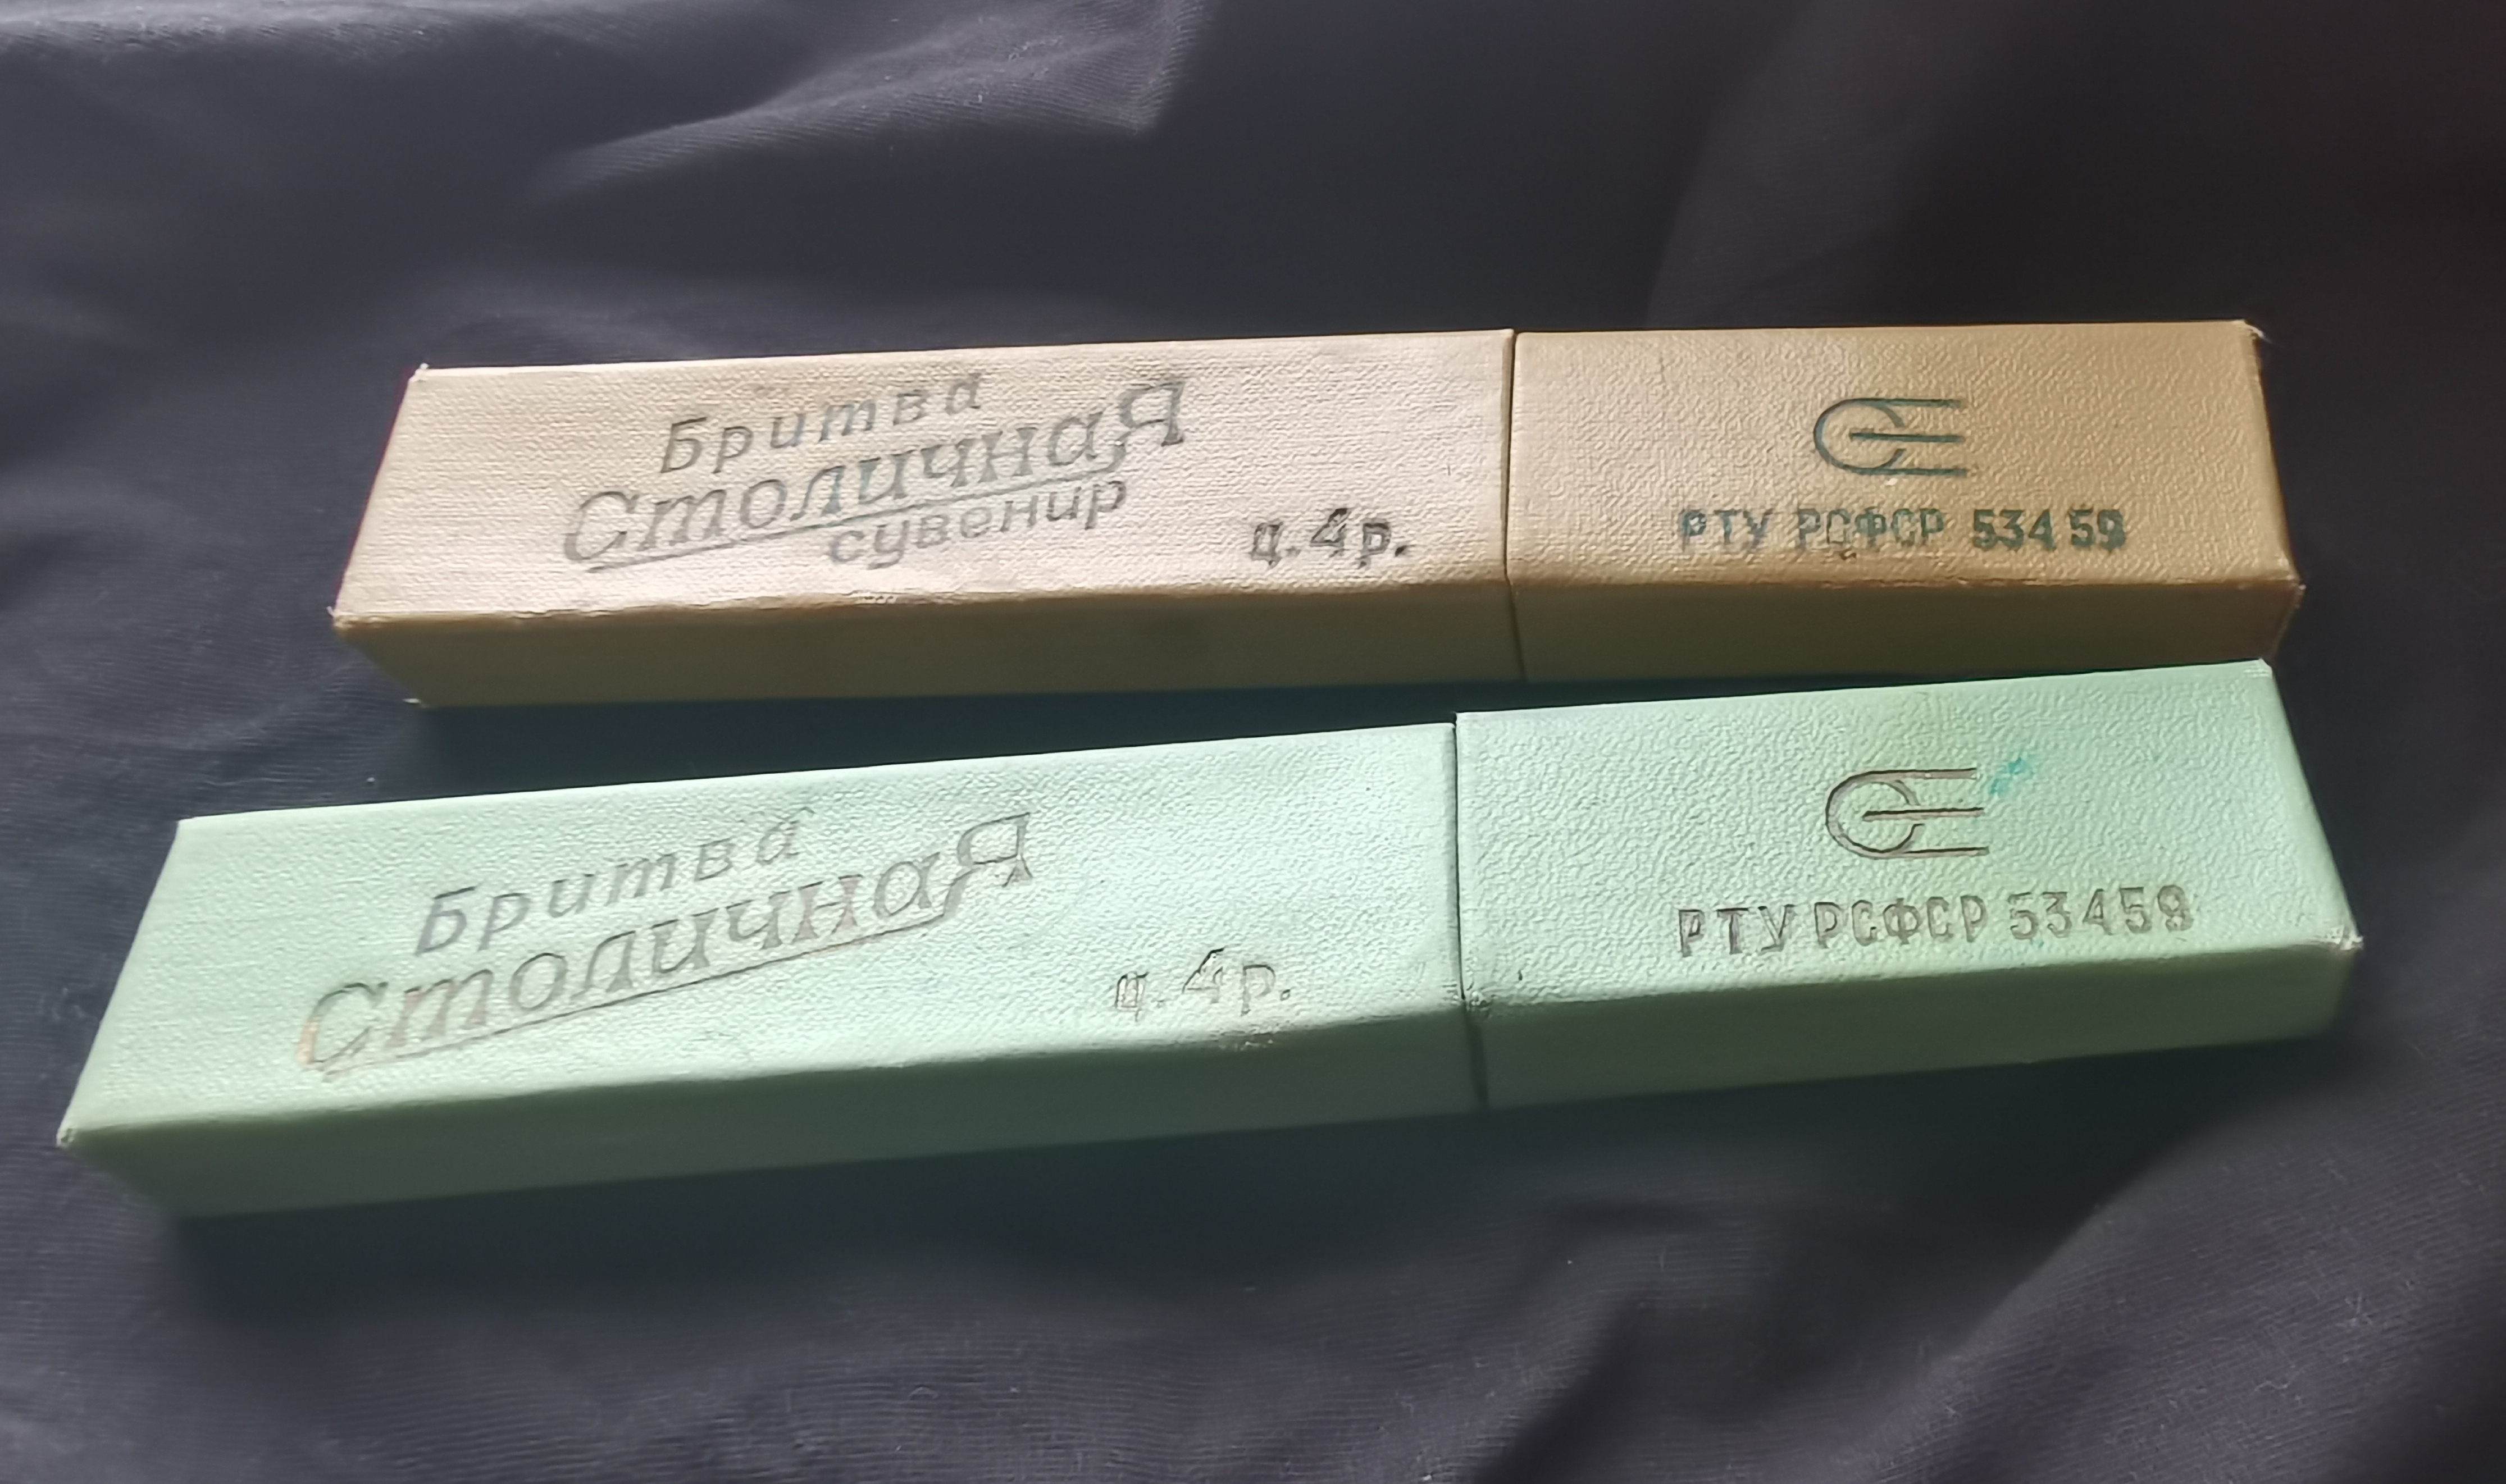 Бритва
Столичная
сувенир
ц.4р.
РТУ РСФСР 534 59
Бритва
Столичная
ц.4р.
РТУ РСФСР 53459